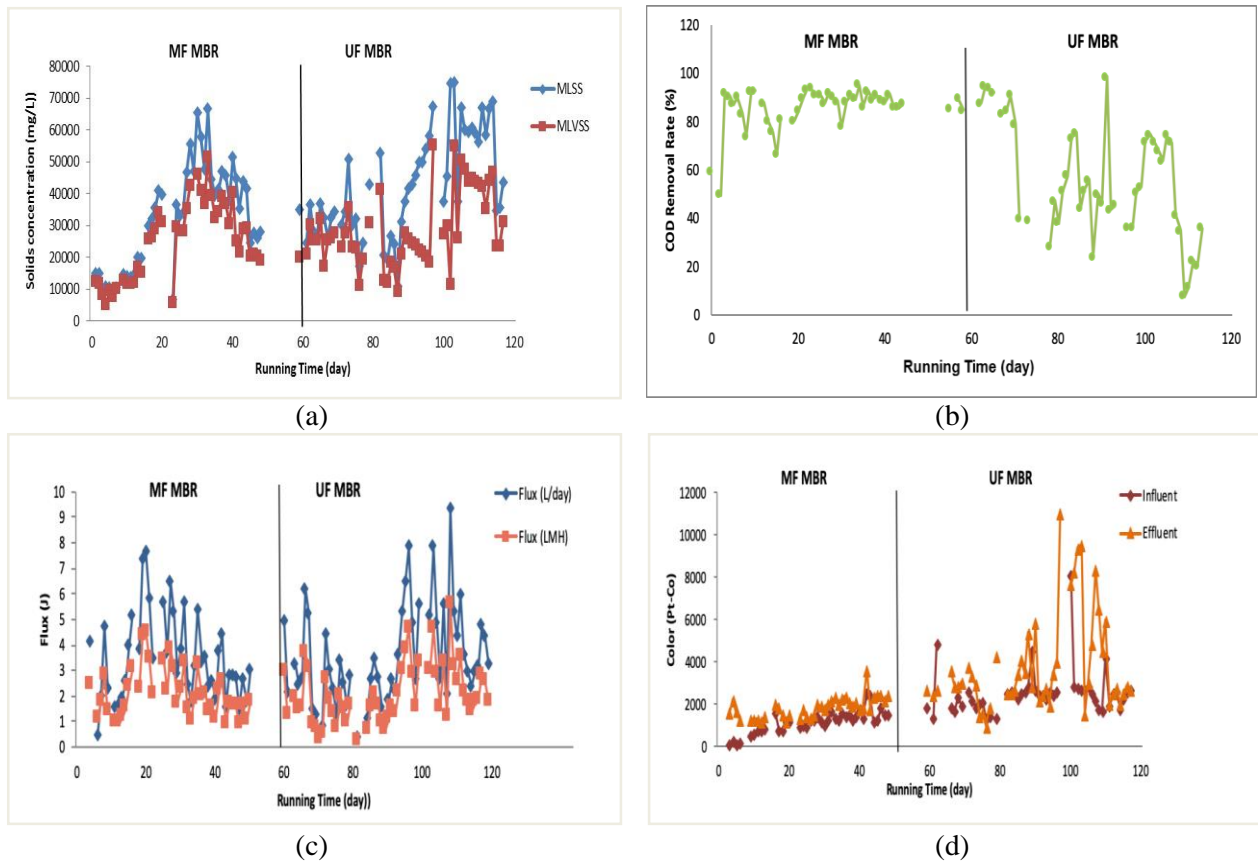 MF MBR
UF MBR
Solids concentration (mg/L))
80000
70000
60000
50000
40000
30000
20000
10000
0
MLSS
MLVSS
0 20 40 60 80 100 120
Running Time (day)
(a)
MF MBR
UF MBR
COD Removal Rate (%)
120
100
80
60
40
20
0
0 20 40 60 80 100 120
Running Time (day)
(b)
MF MBR
UF MBR
Flux (J)
10
9
8
7
6
5
4
3
2
1
0
Flux (L/day)
Flux (LMH)
0 20 40 60 80 100 120
Running Time (day))
(c)
MF MBR
UF MBR
Color (Pt-Co)
12000
10000
8000
6000
4000
2000
0
Influent
Effluent
0 20 40 60 80 100 120
Running Time (day)
(d)